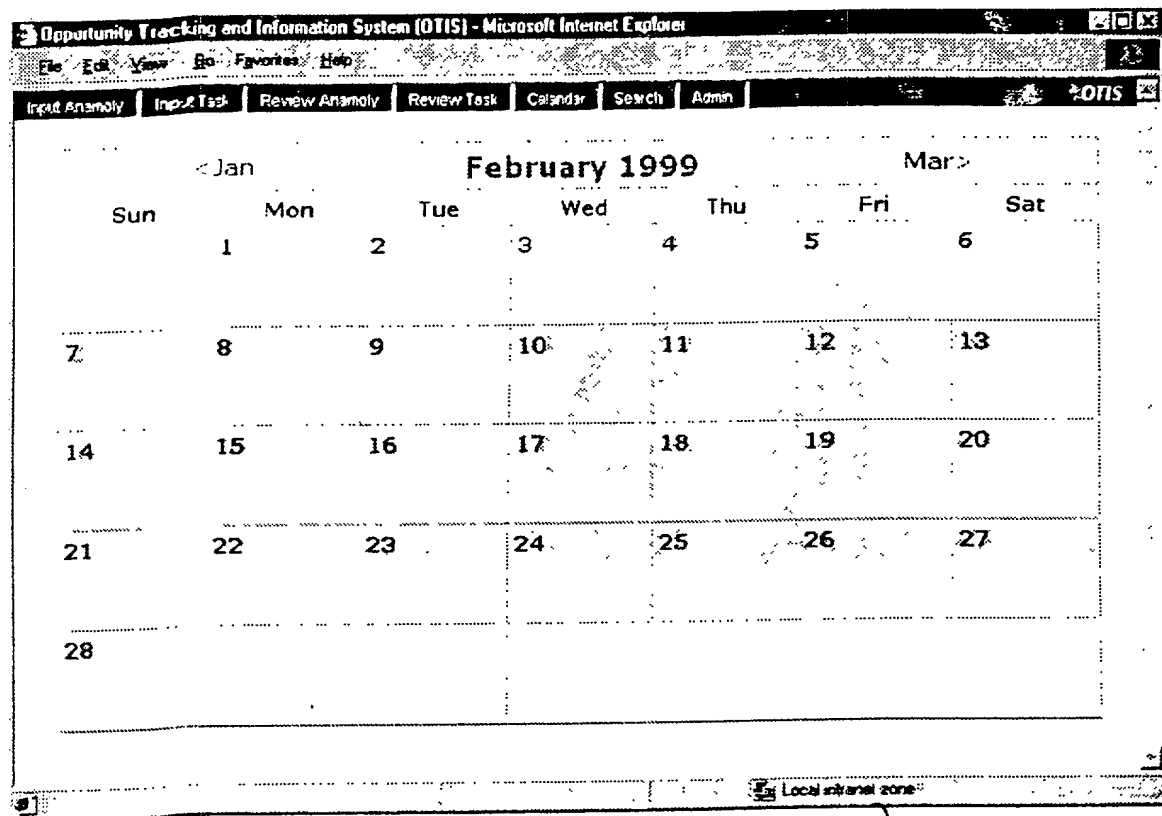 Opportunity Tracking and Information System (OTIS) - Microsoft Internet Explorer
File Edit View Go Favorites Help
Input Anamoly Input Task Review Anamoly Review Task Calandar Search Admin OTIS
<Jan February 1999 Mar>
Sun Mon Tue Wed Thu Fri Sat
1 2 3 4 5 6
7 8 9 10 11 12 13
14 15 16 17 18 19 20
21 22 23 24 25 26 27
28
Local intranet zone